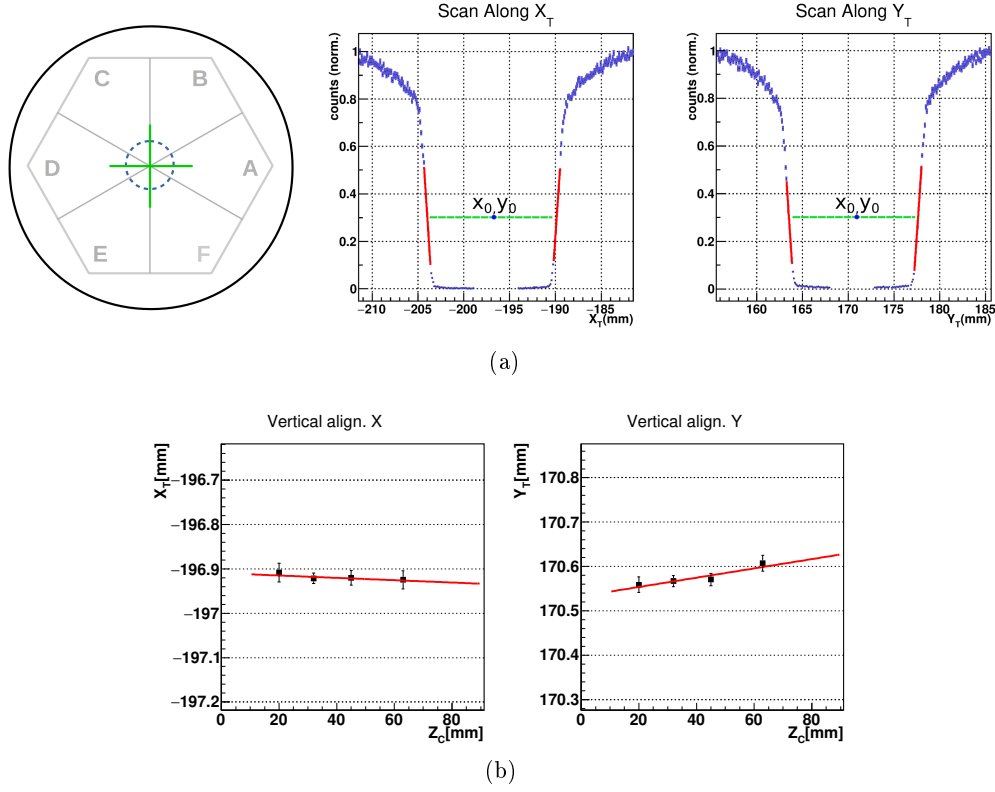 Scan Along X_T
Scan Along Y_T
C B
D A
E F
counts (norm.)
1
0.8
0.6
0.4
0.2
0
x_0,y_0
−210 −205 −200 −195 −190 −185
X_T(mm)
counts (norm.)
1
0.8
0.6
0.4
0.2
0
x_0,y_0
160 165 170 175 180 185
Y_T(mm)
(a)
Vertical align. X
X_T[mm]
−196.7
−196.8
−196.9
−197
−197.1
−197.2
0 20 40 60 80
Z_C[mm]
Vertical align. Y
Y_T[mm]
170.8
170.7
170.6
170.5
170.4
170.3
0 20 40 60 80
Z_C[mm]
(b)